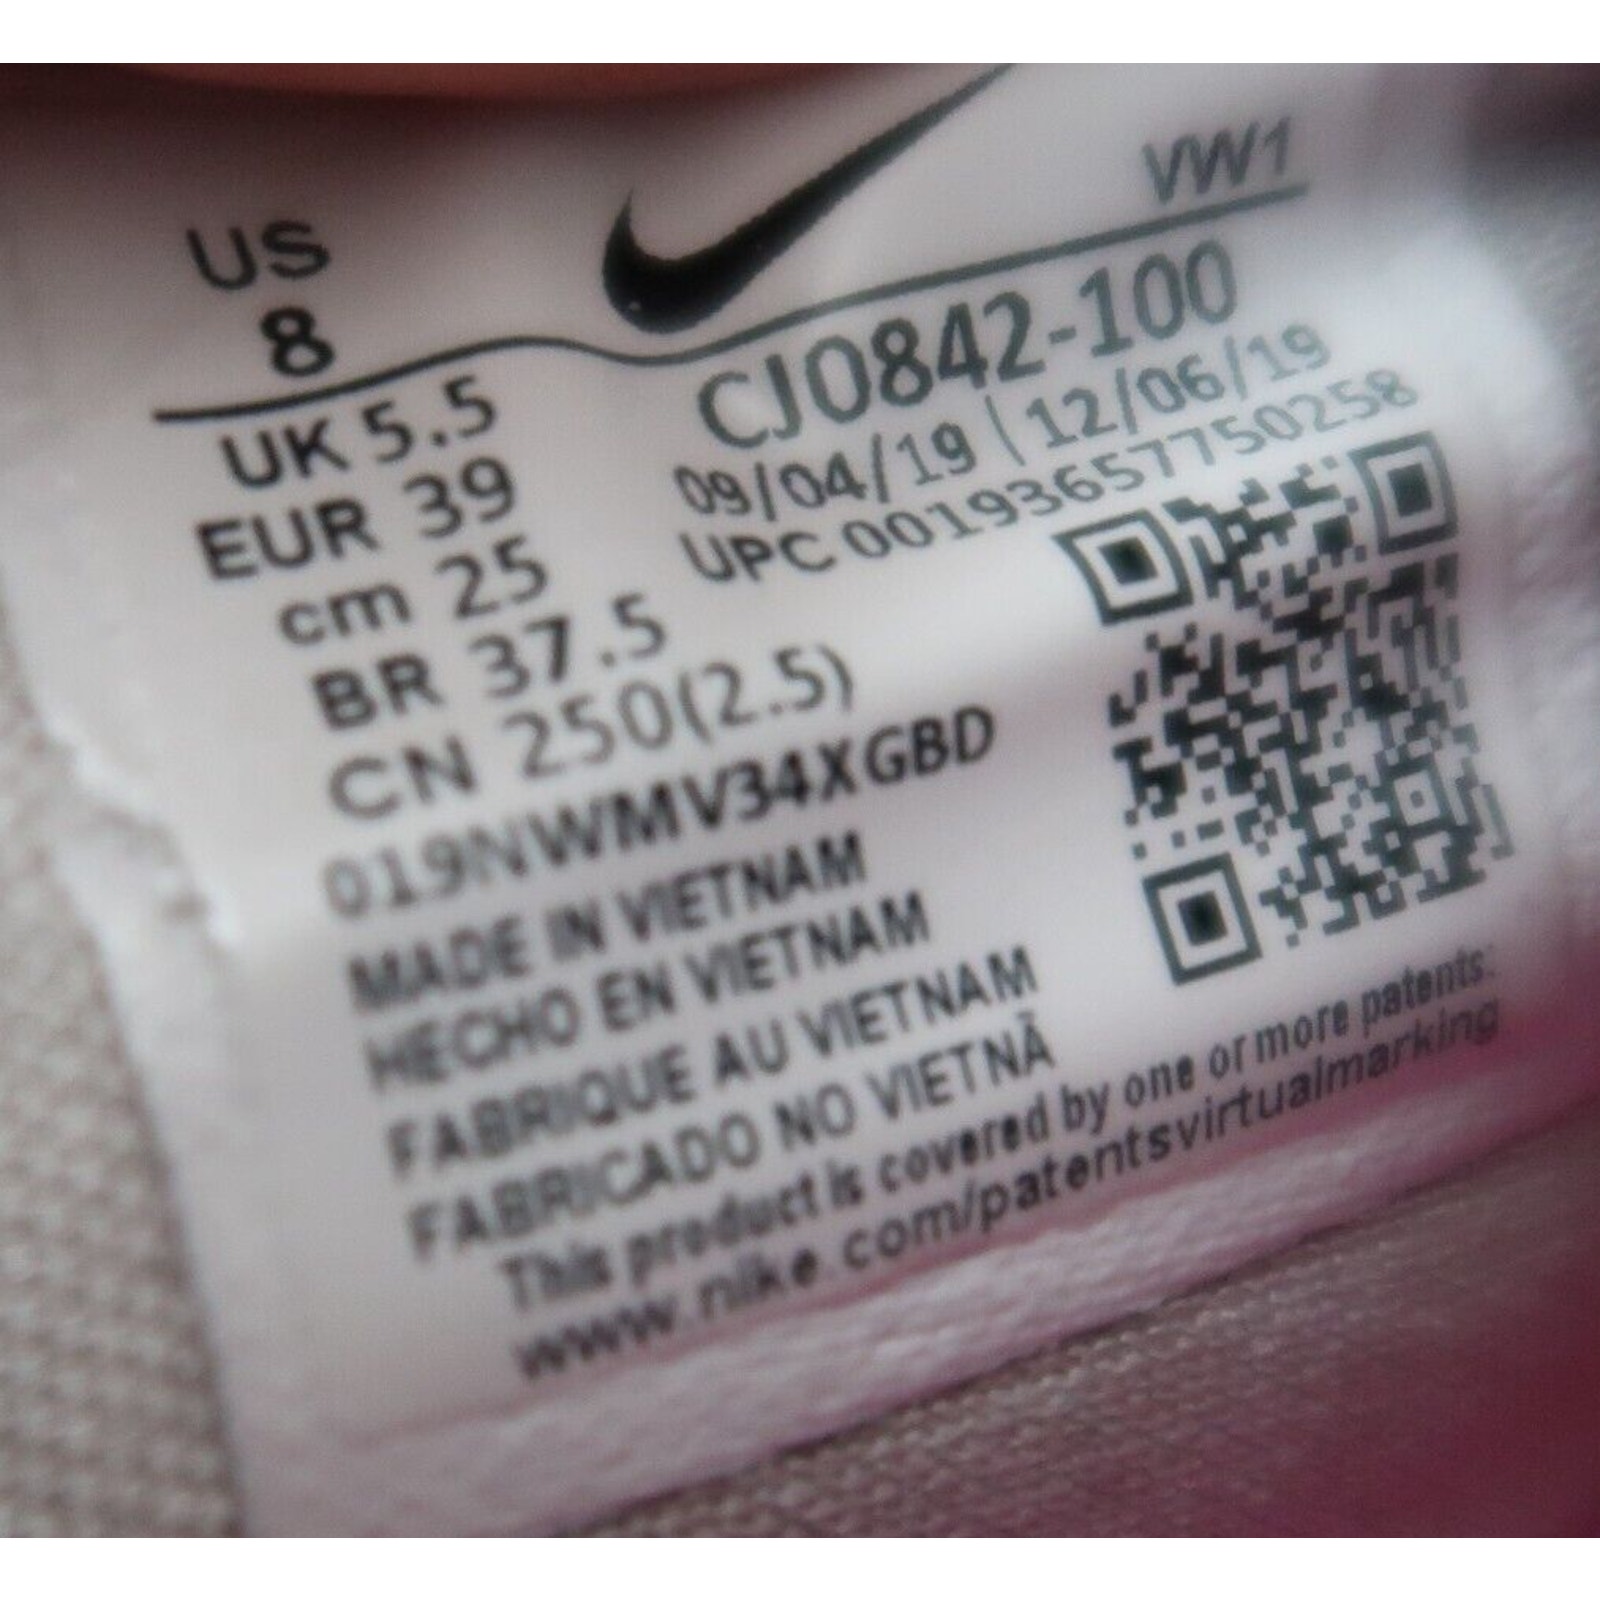 VW1
US
8
UK 5.5
EUR 39
cm 25
BR 37.5
CN 250(2.5)
CJ0842-100
09/04/19 | 12/06/19
UPC 00193657750258
019NWMV34XGBD
MADE IN VIETNAM
HECHO EN VIETNAM
FABRIQUE AU VIETNAM
FABRICADO NO VIETNÃ
This product is covered by one or more patents:
www.nike.com/patentsvirtualmarking